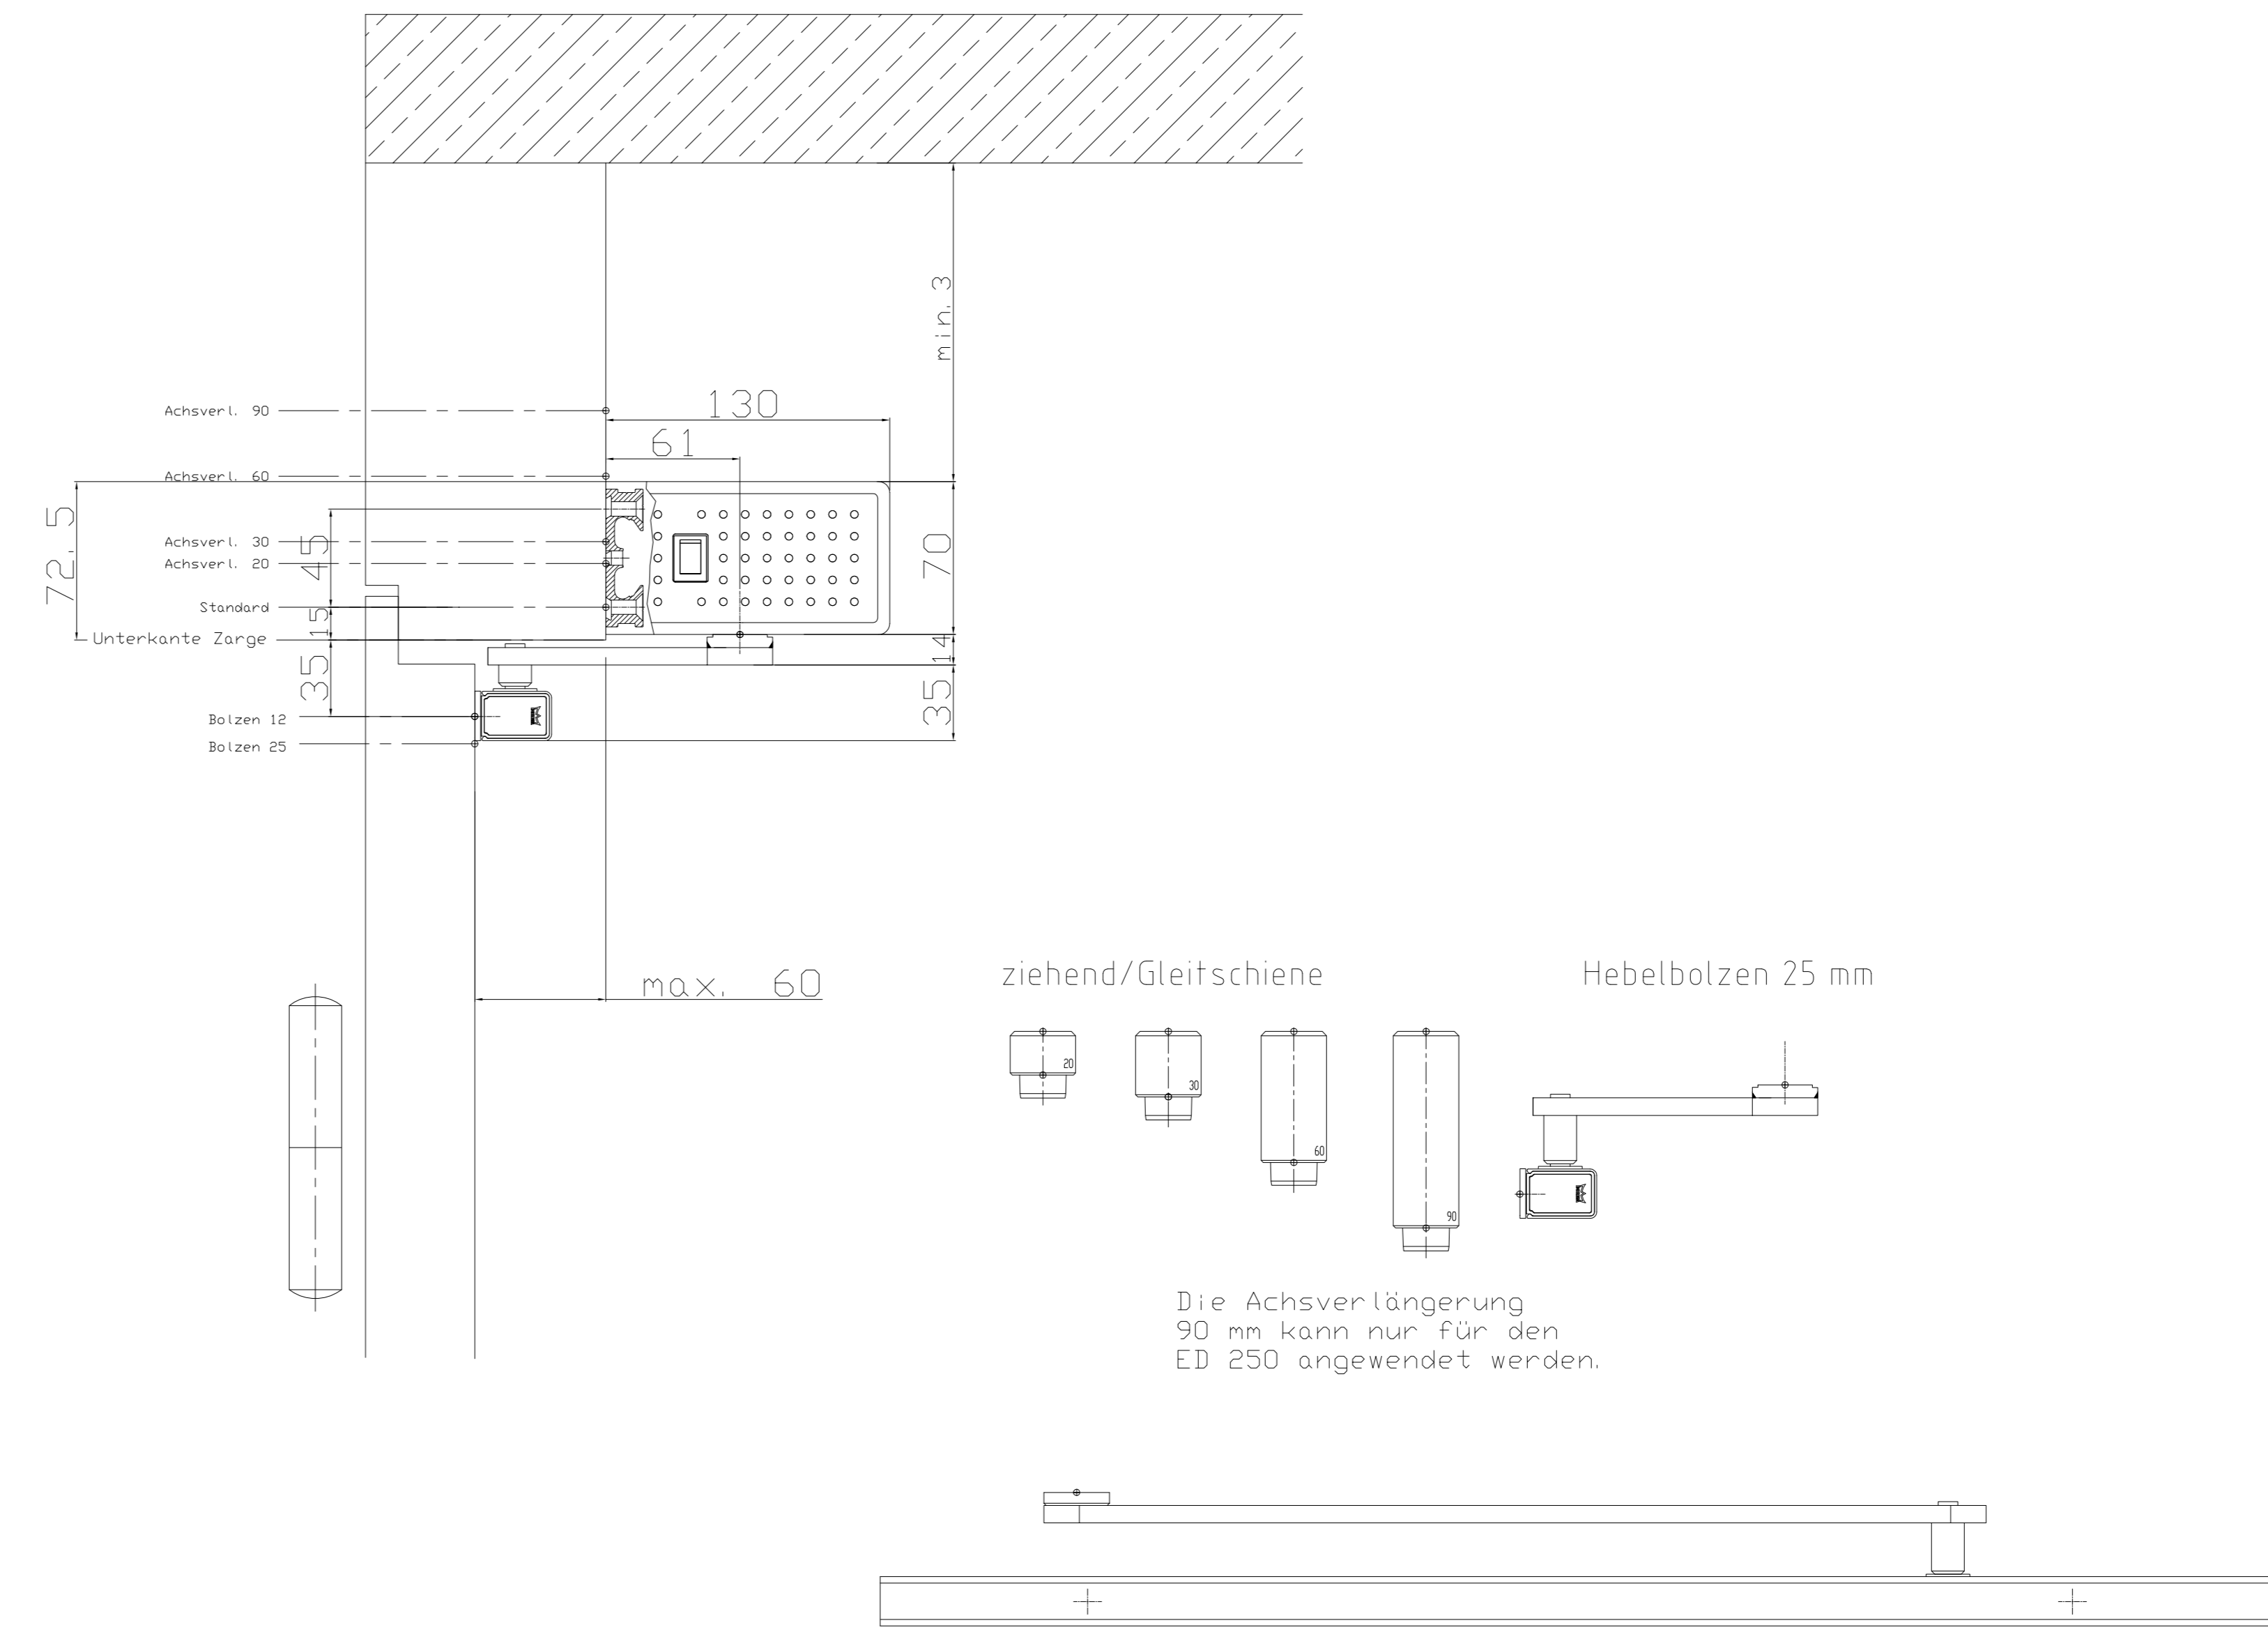 min. 3
130
Achsverl. 90
61
Achsverl. 60
72.5
Achsverl. 30
45
Achsverl. 20
70
Standard
15
Unterkante Zarge
14
35
35
Bolzen 12
Bolzen 25
max. 60
ziehend/Gleitschiene
Hebelbolzen 25 mm
20
30
60
90
Die Achsverlängerung
90 mm kann nur für den
ED 250 angewendet werden.